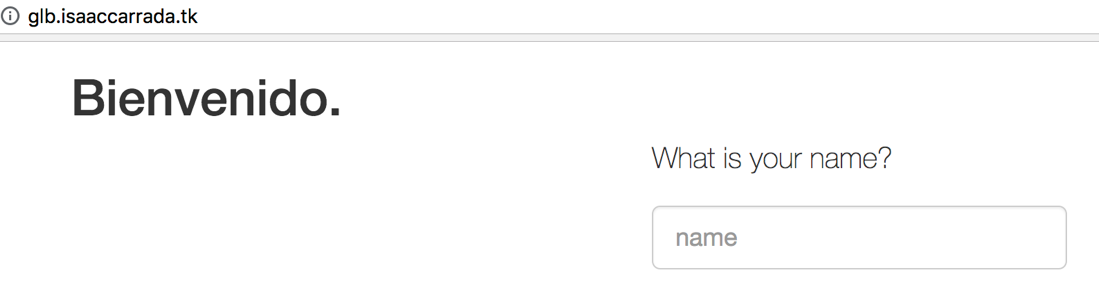 glb.isaaccarrada.tk
Bienvenido.
What is your name?
name